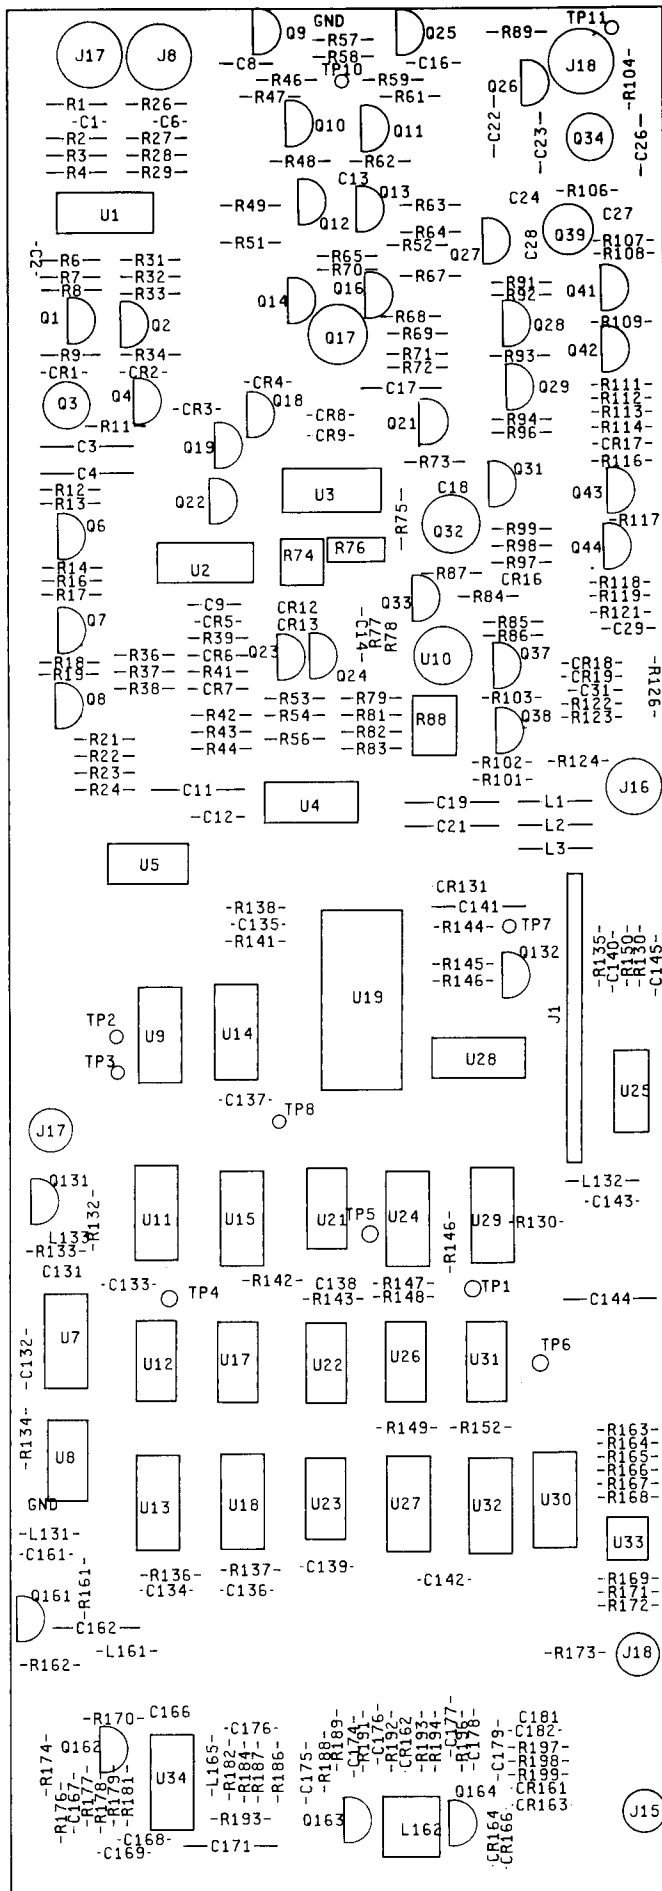 Q9 GND Q25 TP11
-R57- -R89-
-R58-
J17 J8 -C8- TP10 -C16- J18
-R46- -R59- Q26 -R104-
-R47- -R61-
-R1- -R26-
-C1- -C6- Q10 Q11 -C22- -C23- Q34 -C26-
-R2- -R27-
-R3- -R28-
-R4- -R29- -R48- -R62-
C13
U1 -R49- Q12 Q13 -R63- C24 -R106-
C27
-R64- Q39
-R51- -R52- Q27 C28 -R107-
-R108-
-C2- -R6- -R31- -R65-
-R7- -R32- -R70- -R67- -R91-
-R8- -R33- Q14 Q16 -R92- Q41
Q1 Q2 -R68- Q28 -R109-
Q17 -R69-
-R9- -R34- -R71- -R93- Q42
-CR1- -CR2- -R72-
Q3 Q4 -CR3- -CR4- Q18 -C17- Q29 -R111-
-R112-
-CR8- -R113-
-R11- Q19 -CR9- Q21 -R94- -R114-
-C3- -R96- -CR17-
-C4- -R73- Q31 -R116-
-R12- U3 C18 Q43
-R13- Q22 -R75- Q32 -R99- -R117
Q6 -R98-
U2 R74 R76 -R97- Q44
-R14- -R87- CR16
-R16- -R84- -R118-
-R17- Q33 -R119-
-C9- CR12 -C14- R77 R78 -R85- -R121-
Q7 -CR5- CR13 -R86- -C29-
-R39-
-R18- -R36- -CR6- Q23 Q24 U10 Q37 -CR18-
-R19- -R37- -R41- -CR19- -R126-
Q8 -R38- -CR7- -R53- -R79- -R103- -C31-
-R42- -R54- -R81- R88 Q38 -R122-
-R43- -R82- -R123-
-R21- -R44- -R56- -R83-
-R22- -R102- -R124-
-R23- -R101-
-R24- -C11- U4 -C19- -L1- J16
-C12- -C21- -L2-
U5 -L3-
CR131
-R138- -C141-
-C135- -R144- TP7
-R141- Q132 -R135- -C140- -R150- -R130- -C145-
-R145-
-R146-
TP2 U9 U14 U19 J1
TP3 U28 U25
-C137- TP8
J17
Q131 -L132-
-C143-
-R132- U11 U15 U21 TP5 U24 -R146- U29 -R130-
L133
-R133-
C131 -C133- -R142- C138 -R147-
-R143- -R148- TP1
TP4 -C144-
U7 U12 U17 U22 U26 U31 TP6
-C132-
-R134- U8 -R149- -R152- -R163-
-R164-
-R165-
-R166-
-R167-
-R168-
GND U13 U18 U23 U27 U32 U30
-L131- U33
-C161- -R136- -R137- -C139- -C142-
-C134- -C136- -R169-
Q161 -R161- -R171-
-R172-
-C162-
-R162- -L161- -R173- J18
-R170- C166 -C176- -R189- -C174- -R191- -C176- -R192- CR162 -R193- -R194- -C177- -R196- -C178- -C179- C181
-C182-
-R174- Q162 U34 -L165- -R182- -R184- -R187- -R186- -C175- -R188- -R197-
-R198-
-R199-
-R176- -C167- -R177- -R178- -R179- -R181- Q164 -CR161-
-CR163-
-R193- Q163 L162 -CR164 -CR166- J15
-C168-
-C169- -C171-